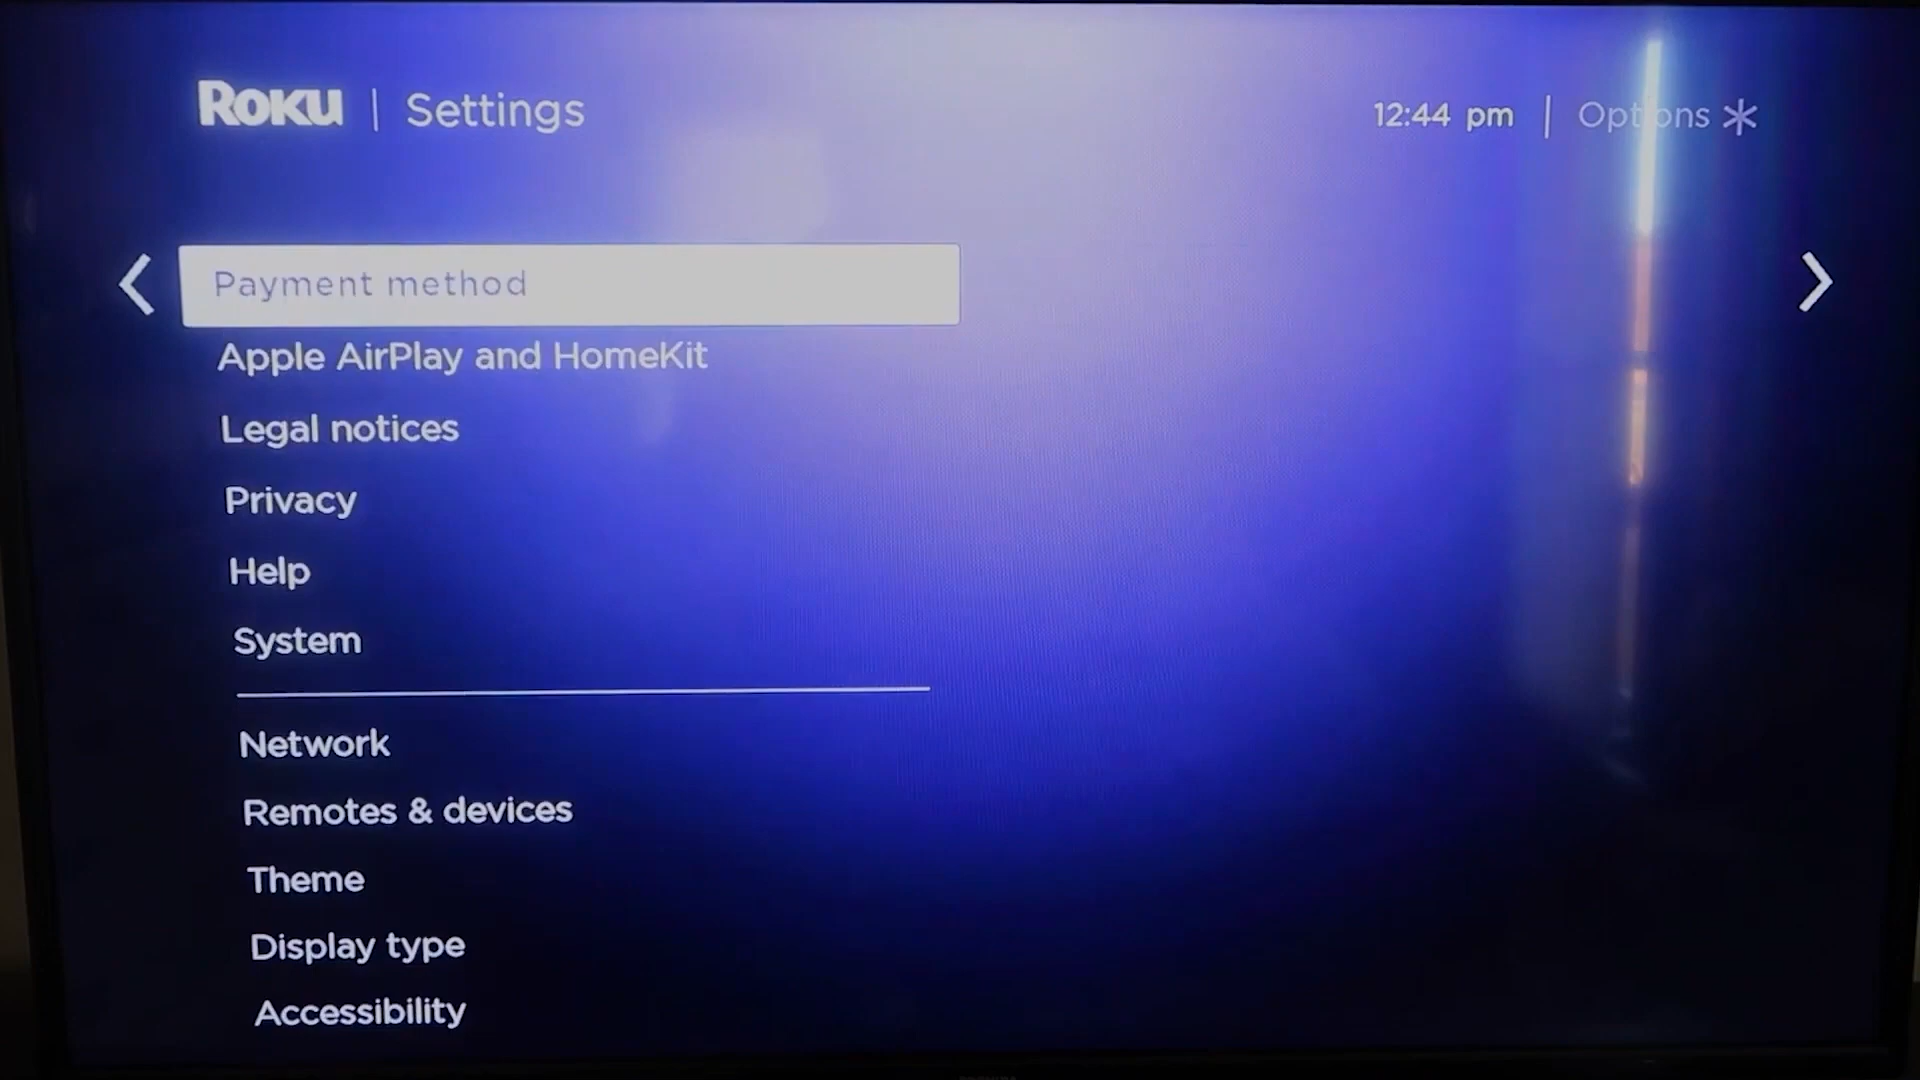 ROKU | Settings
12:44 pm | Options
Payment method
Apple AirPlay and HomeKit
Legal notices
Privacy
Help
System
Network
Remotes & devices
Theme
Display type
Accessibility